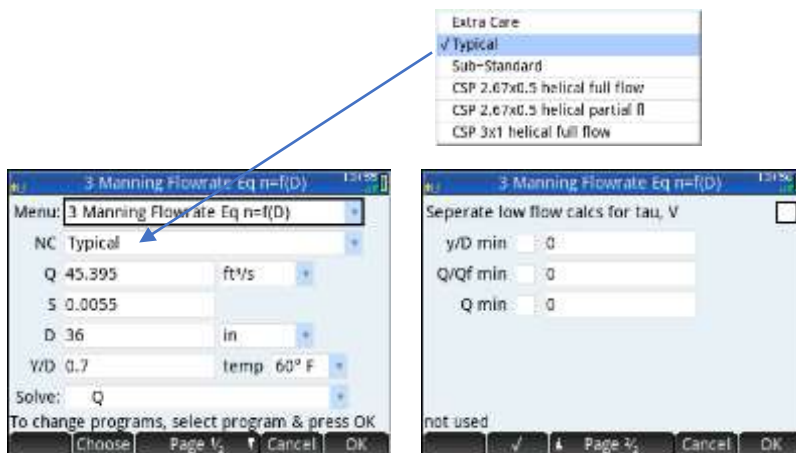 Extra Care
√ Typical
Sub-Standard
CSP 2.67x0.5 helical full flow
CSP 2.67x0.5 helical partial fl
CSP 3x1 helical full flow
3 Manning Flowrate Eq n=f(D)
Menu: 3 Manning Flowrate Eq n=f(D)
NC Typical
Q 45.395 ft³/s
S 0.0055
D 36 in
Y/D 0.7 temp 60° F
Solve: Q
To change programs, select program & press OK
Choose Page Cancel OK
3 Manning Flowrate Eq n=f(D)
Seperate low flow calcs for tau, V
y/D min 0
Q/Qf min 0
Q min 0
not used
√ Page Cancel OK